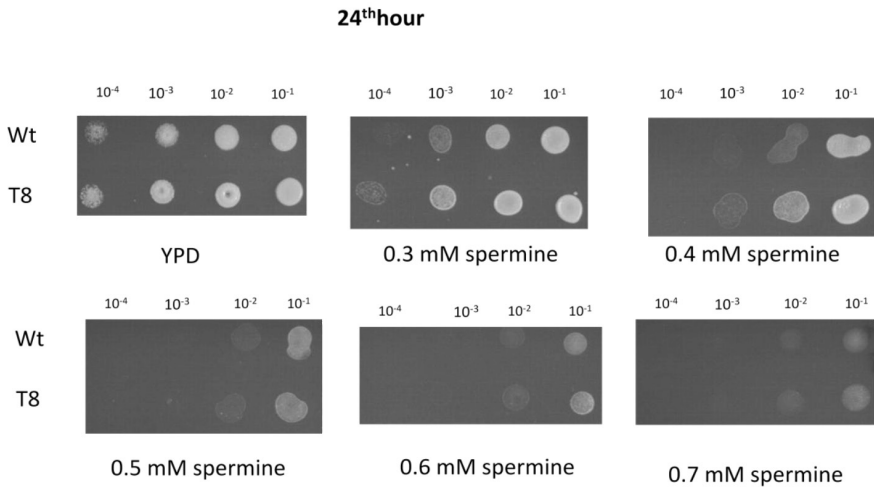 24ᵗʰhour
10⁻⁴ 10⁻³ 10⁻² 10⁻¹ 10⁻⁴ 10⁻³ 10⁻² 10⁻¹ 10⁻⁴ 10⁻³ 10⁻² 10⁻¹
Wt
T8
YPD 0.3 mM spermine 0.4 mM spermine
10⁻⁴ 10⁻³ 10⁻² 10⁻¹ 10⁻⁴ 10⁻³ 10⁻² 10⁻¹ 10⁻⁴ 10⁻³ 10⁻² 10⁻¹
Wt
T8
0.5 mM spermine 0.6 mM spermine 0.7 mM spermine